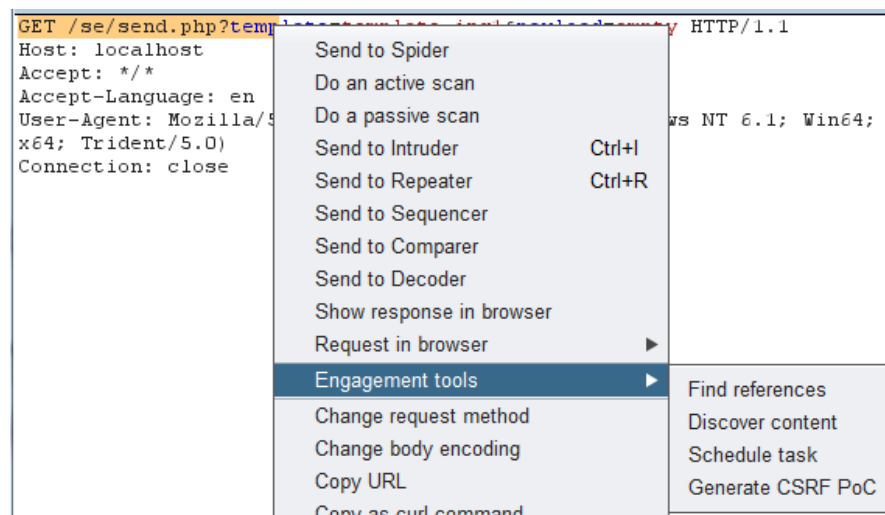 GET /se/send.php?temp HTTP/1.1
Host: localhost
Accept: */*
Accept-Language: en
User-Agent: Mozilla/5 ws NT 6.1; Win64;
x64; Trident/5.0)
Connection: close
Send to Spider
Do an active scan
Do a passive scan
Send to Intruder Ctrl+I
Send to Repeater Ctrl+R
Send to Sequencer
Send to Comparer
Send to Decoder
Show response in browser
Request in browser
Engagement tools
Change request method
Change body encoding
Copy URL
Copy as curl command
Find references
Discover content
Schedule task
Generate CSRF PoC